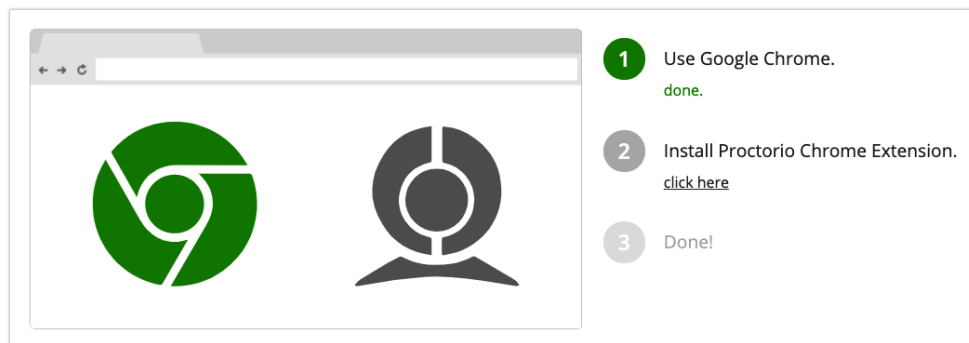 1
Use Google Chrome.
done.
2
Install Proctorio Chrome Extension.
click here
3
Done!